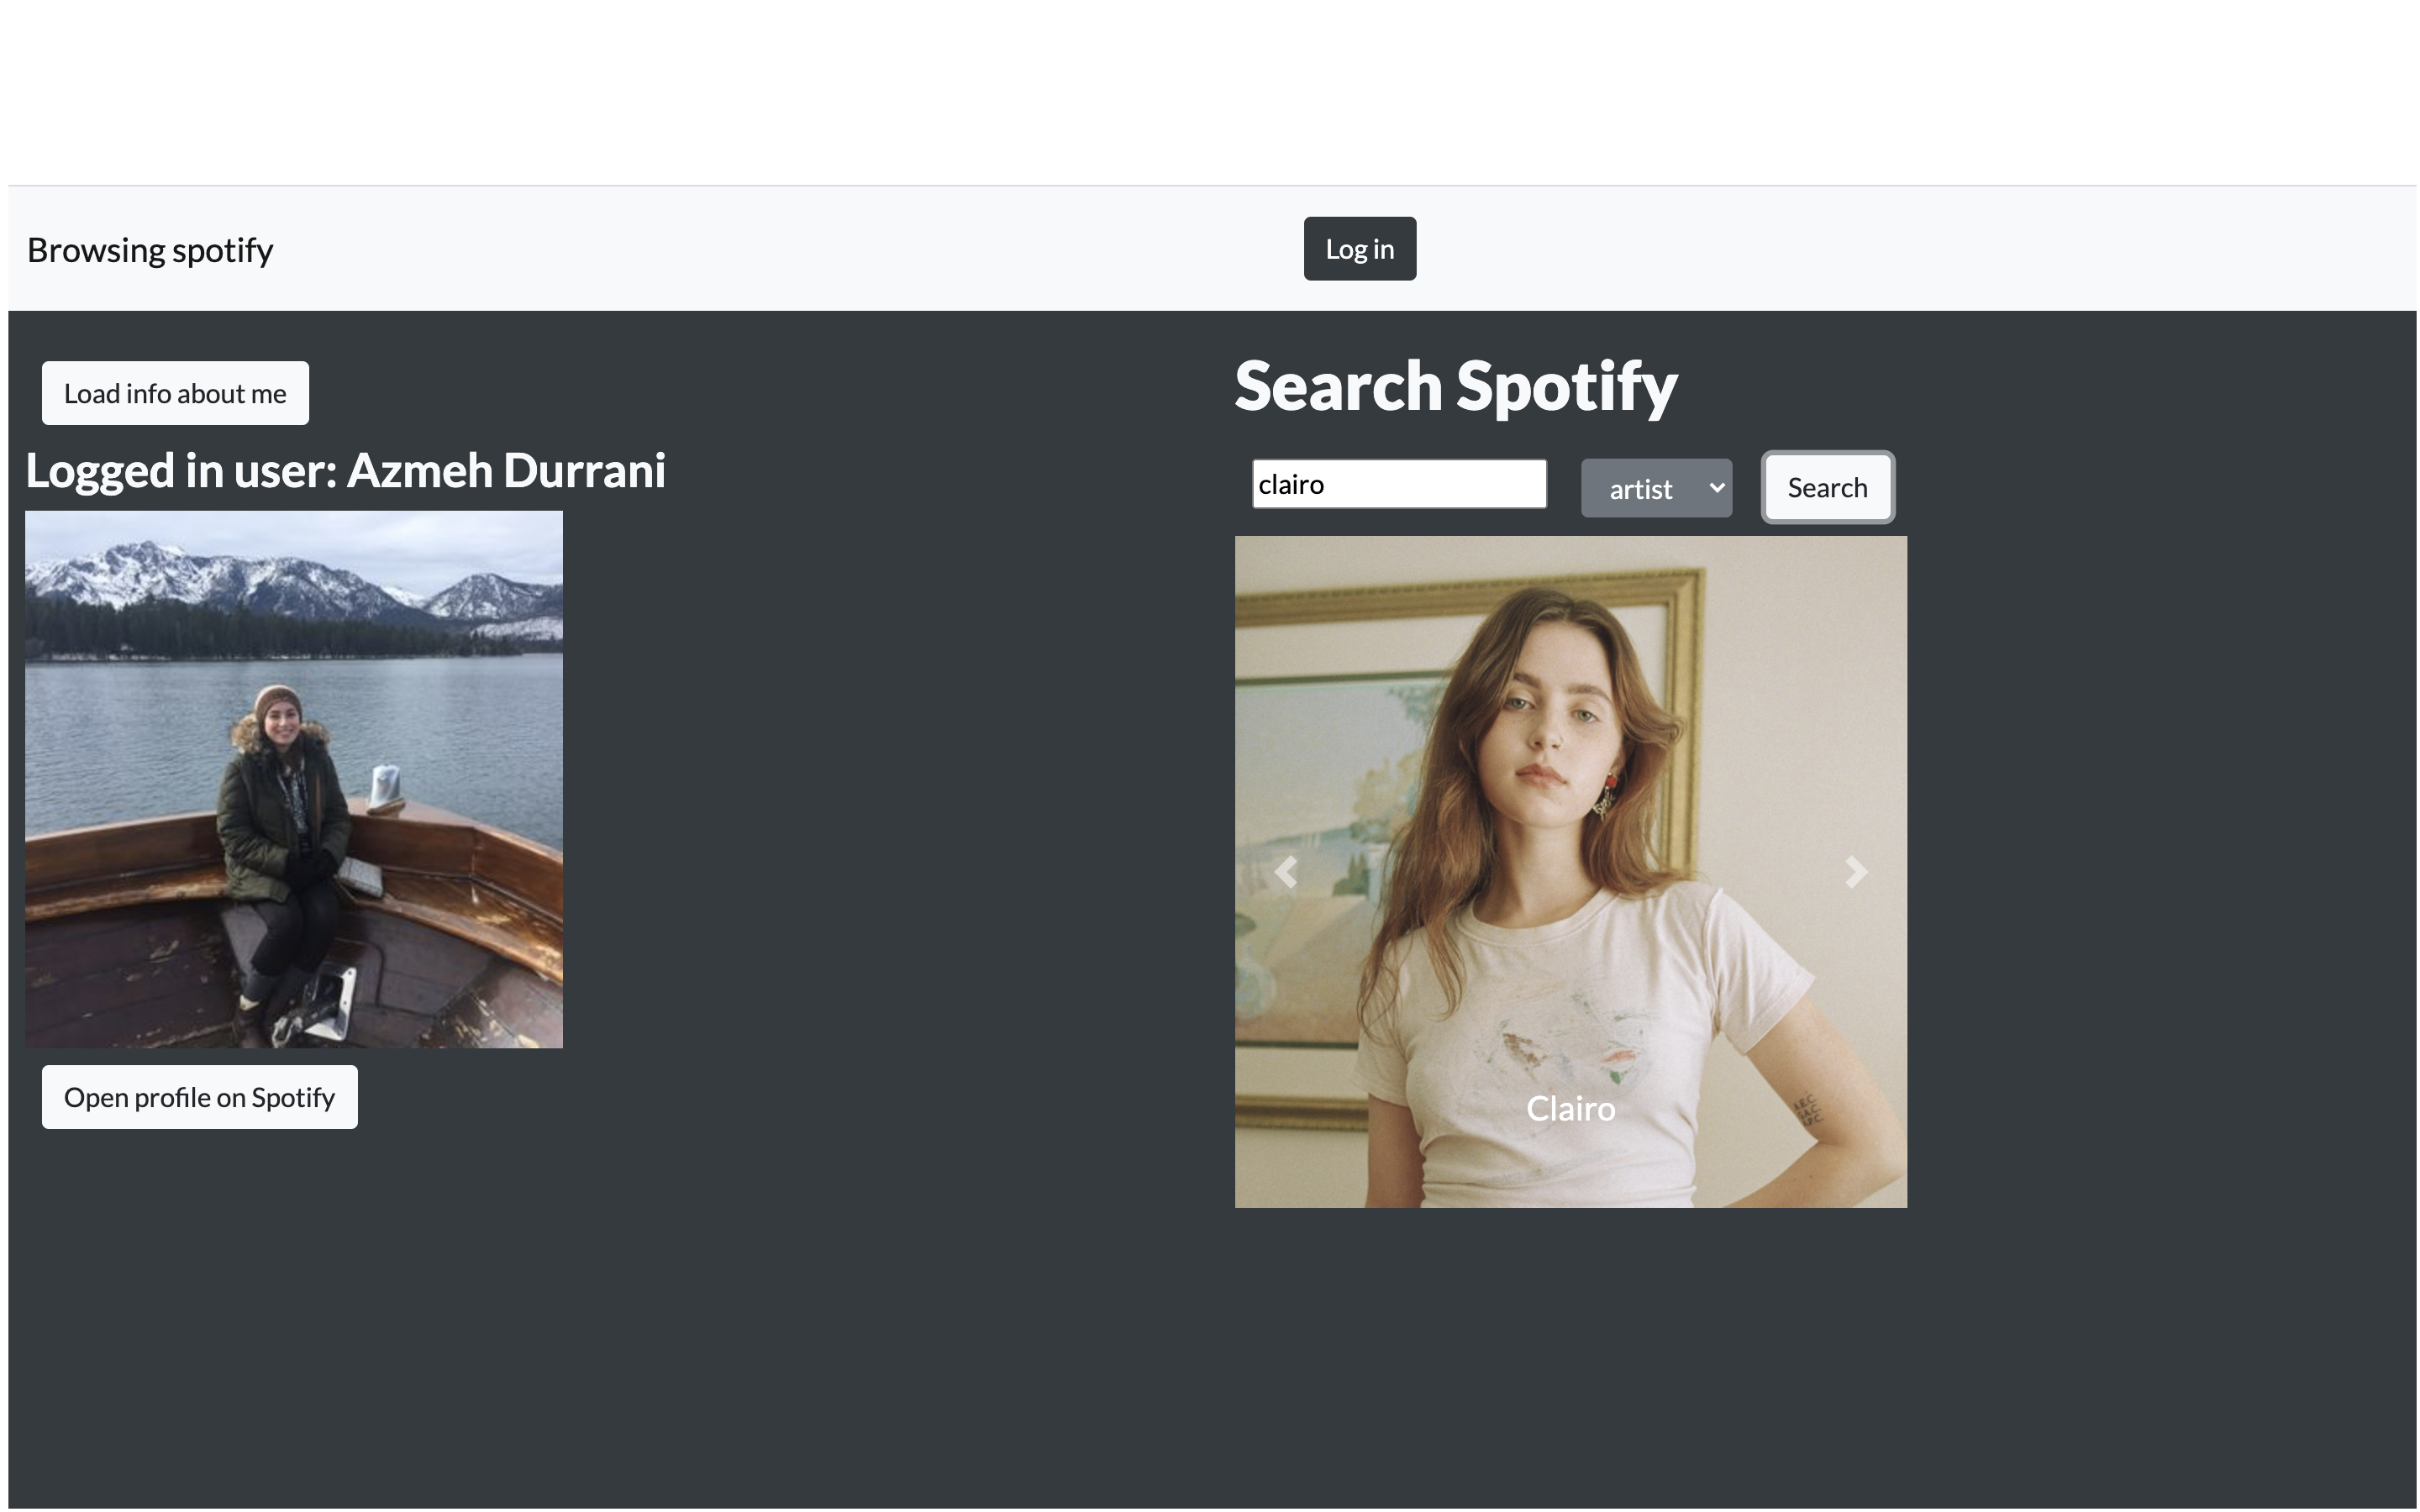 Browsing spotify
Log in
Load info about me
Logged in user: Azmeh Durrani
Open profile on Spotify
Search Spotify
clairo
artist
Search
Clairo